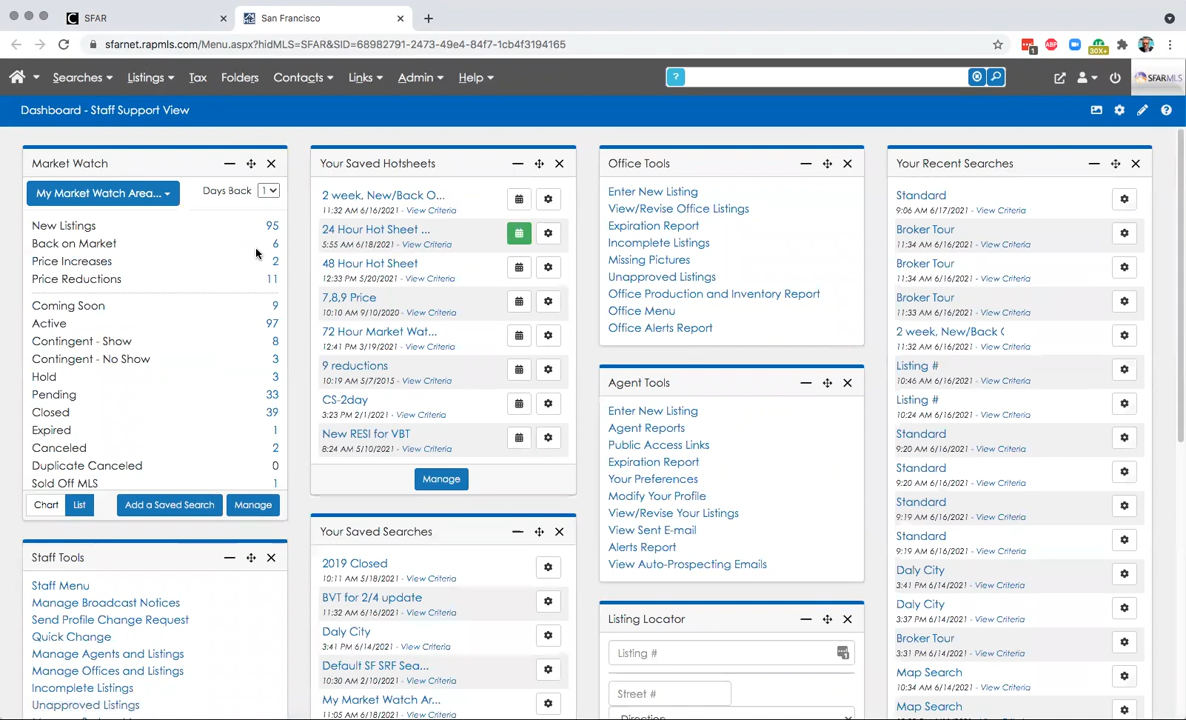 SFAR
San Francisco
sfarnet.rapmls.com/Menu.aspx?hidMLS=SFAR&SID=68982791-2473-49e4-84f7-1cb4f3194165
1
ABP
30X+
Searches
Listings
Tax
Folders
Contacts
Links
Admin
Help
?
SFARMLS
Dashboard - Staff Support View
?
Market Watch
My Market Watch Area...
Days Back 1
New Listings 95
Back on Market 6
Price Increases 2
Price Reductions 11
Coming Soon 9
Active 97
Contingent - Show 8
Contingent - No Show 3
Hold 3
Pending 33
Closed 39
Expired 1
Canceled 2
Duplicate Canceled 0
Sold Off MLS 1
Chart List Add a Saved Search Manage
Staff Tools
Staff Menu
Manage Broadcast Notices
Send Profile Change Request
Quick Change
Manage Agents and Listings
Manage Offices and Listings
Incomplete Listings
Unapproved Listings
Your Saved Hotsheets
2 week, New/Back O...
11:32 AM 6/16/2021 - View Criteria
24 Hour Hot Sheet ...
5:55 AM 6/18/2021 - View Criteria
48 Hour Hot Sheet
12:33 PM 5/20/2021 - View Criteria
7,8,9 Price
10:10 AM 9/10/2020 - View Criteria
72 Hour Market Wat...
12:41 PM 3/19/2021 - View Criteria
9 reductions
10:19 AM 5/7/2015 - View Criteria
CS-2day
3:23 PM 2/1/2021 - View Criteria
New RESI for VBT
8:24 AM 5/10/2021 - View Criteria
Manage
Your Saved Searches
2019 Closed
10:11 AM 5/18/2021 - View Criteria
BVT for 2/4 update
11:32 AM 6/16/2021 - View Criteria
Daly City
3:41 PM 6/14/2021 - View Criteria
Default SF SRF Sea...
10:30 AM 2/10/2021 - View Criteria
My Market Watch Ar...
11:05 AM 6/18/2021 - View Criteria
Office Tools
Enter New Listing
View/Revise Office Listings
Expiration Report
Incomplete Listings
Missing Pictures
Unapproved Listings
Office Production and Inventory Report
Office Menu
Office Alerts Report
Agent Tools
Enter New Listing
Agent Reports
Public Access Links
Expiration Report
Your Preferences
Modify Your Profile
View/Revise Your Listings
View Sent E-mail
Alerts Report
View Auto-Prospecting Emails
Listing Locator
Listing #
Street #
Direction
Your Recent Searches
Standard
9:06 AM 6/17/2021 - View Criteria
Broker Tour
11:34 AM 6/16/2021 - View Criteria
Broker Tour
11:34 AM 6/16/2021 - View Criteria
Broker Tour
11:33 AM 6/16/2021 - View Criteria
2 week, New/Back
11:32 AM 6/16/2021 - View Criteria
Listing #
10:46 AM 6/16/2021 - View Criteria
Listing #
10:24 AM 6/16/2021 - View Criteria
Standard
9:20 AM 6/16/2021 - View Criteria
Standard
9:20 AM 6/16/2021 - View Criteria
Standard
9:19 AM 6/16/2021 - View Criteria
Standard
9:19 AM 6/16/2021 - View Criteria
Daly City
3:41 PM 6/14/2021 - View Criteria
Daly City
3:37 PM 6/14/2021 - View Criteria
Broker Tour
3:31 PM 6/14/2021 - View Criteria
Map Search
10:34 AM 6/14/2021 - View Criteria
Map Search